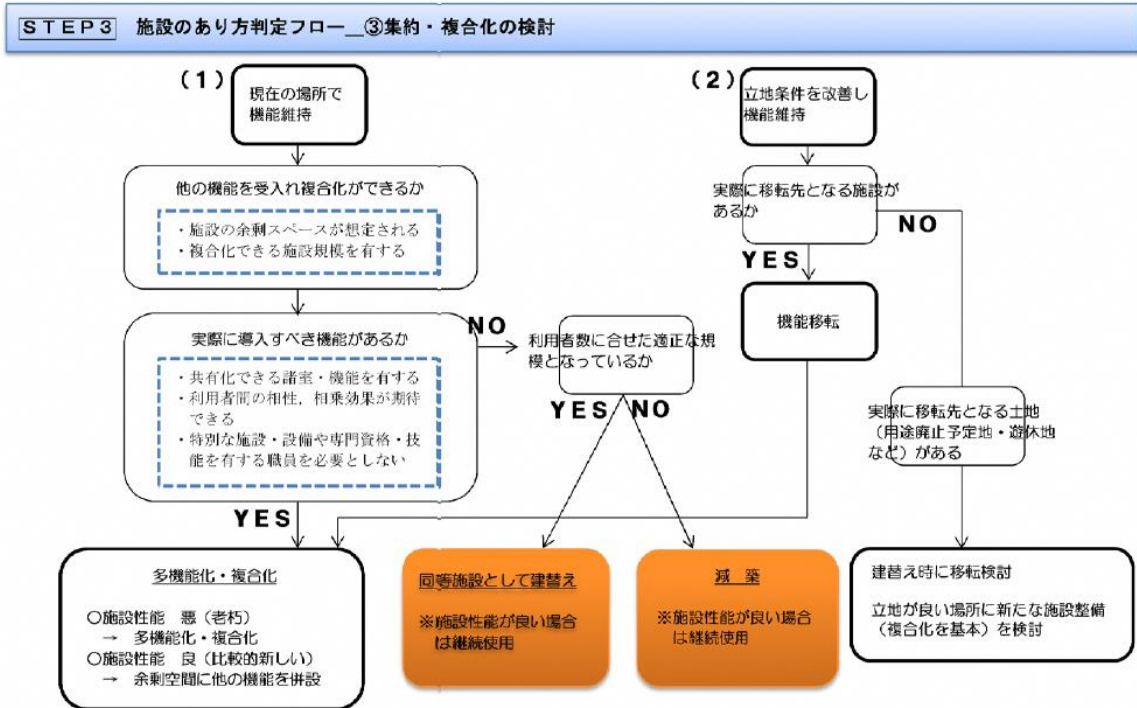 STEP3 施設のあり方判定フロー__③集約・複合化の検討
(1)
現在の場所で
機能維持
(2)
立地条件を改善し
機能維持
他の機能を受入れ複合化ができるか
・施設の余剰スペースが想定される
・複合化できる施設規模を有する
実際に移転先となる施設が
あるか
NO
YES
機能移転
実際に導入すべき機能があるか
・共有化できる諸室・機能を有する
・利用者間の相性，相乗効果が期待
できる
・特別な施設・設備や専門資格・技
能を有する職員を必要としない
NO
利用者数に合せた適正な規
模となっているか
YES
NO
実際に移転先となる土地
（用途廃止予定地・遊休地
など）がある
YES
多機能化・複合化
○施設性能 悪（老朽）
→ 多機能化・複合化
○施設性能 良（比較的新しい）
→ 余剰空間に他の機能を併設
同等施設として建替え
※施設性能が良い場合
は継続使用
減 築
※施設性能が良い場合
は継続使用
建替え時に移転検討
立地が良い場所に新たな施設整備
（複合化を基本）を検討